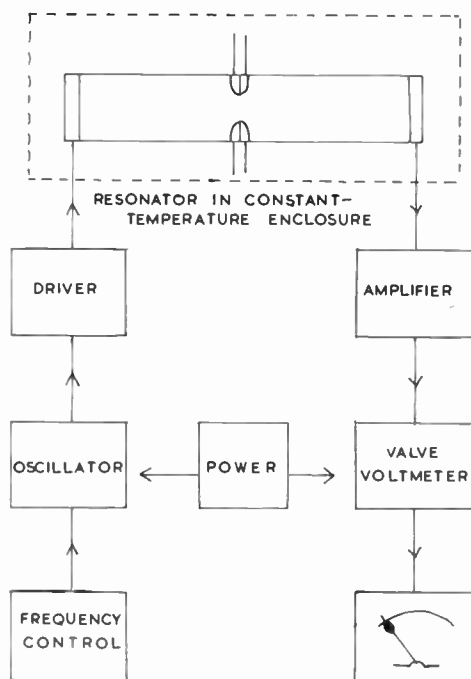 RESONATOR IN CONSTANT-
TEMPERATURE ENCLOSURE
DRIVER
AMPLIFIER
OSCILLATOR
POWER
VALVE
VOLTMETER
FREQUENCY
CONTROL